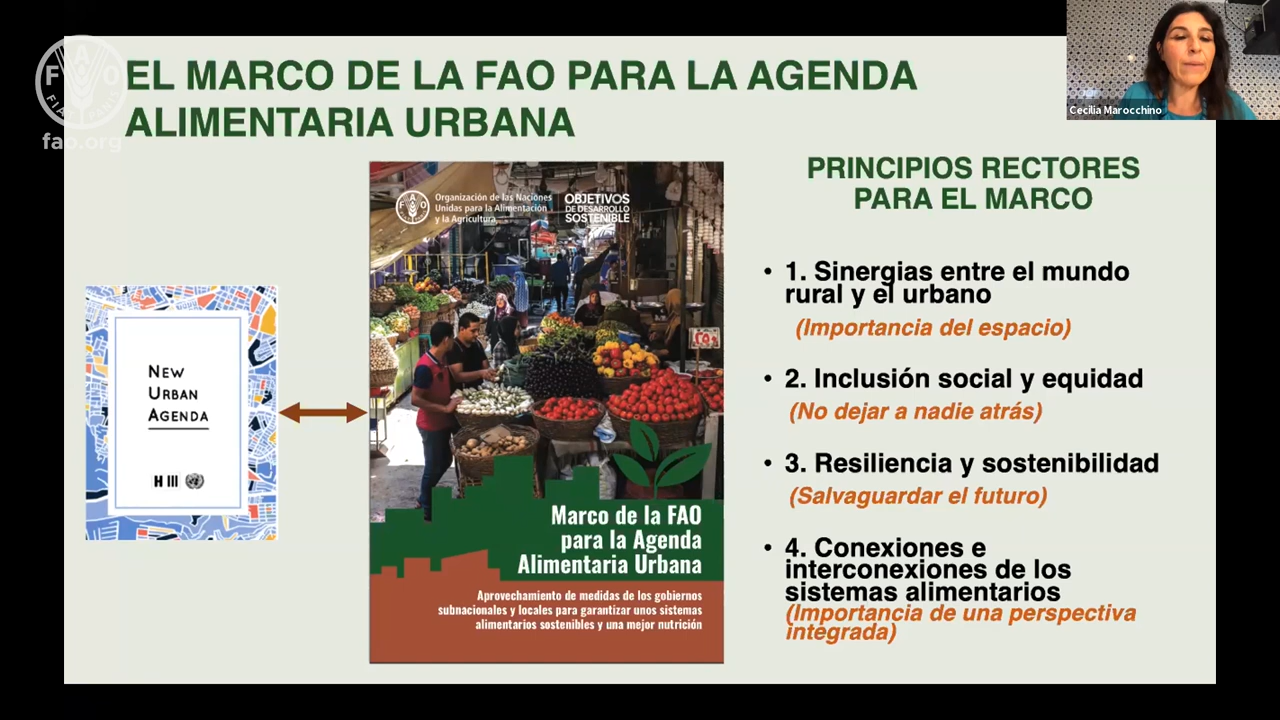 EL MARCO DE LA FAO PARA LA AGENDA
ALIMENTARIA URBANA
FAO
FIAT PANIS
fao.org
Cecilia Marocchino
NEW
URBAN
AGENDA
H III
Organización de las Naciones
Unidas para la Alimentación
y la Agricultura
OBJETIVOS
DE DESARROLLO
SOSTENIBLE
Marco de la FAO
para la Agenda
Alimentaria Urbana
Aprovechamiento de medidas de los gobiernos
subnacionales y locales para garantizar unos sistemas
alimentarios sostenibles y una mejor nutrición
PRINCIPIOS RECTORES
PARA EL MARCO
• 1. Sinergias entre el mundo
rural y el urbano
(Importancia del espacio)
• 2. Inclusión social y equidad
(No dejar a nadie atrás)
• 3. Resiliencia y sostenibilidad
(Salvaguardar el futuro)
• 4. Conexiones e
interconexiones de los
sistemas alimentarios
(Importancia de una perspectiva
integrada)